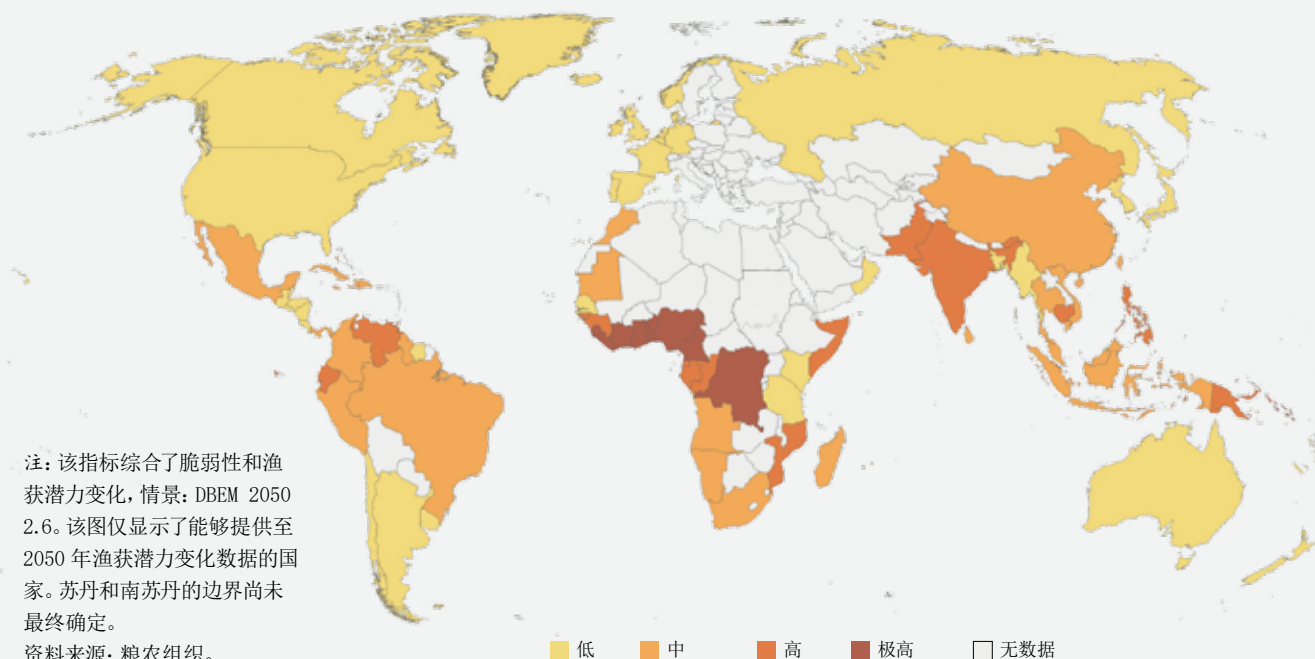 注：该指标综合了脆弱性和渔
获潜力变化，情景：DBEM 2050
2.6。该图仅显示了能够提供至
2050 年渔获潜力变化数据的国
家。苏丹和南苏丹的边界尚未
最终确定。
资料来源：粮农组织。
低 中 高 极高 无数据